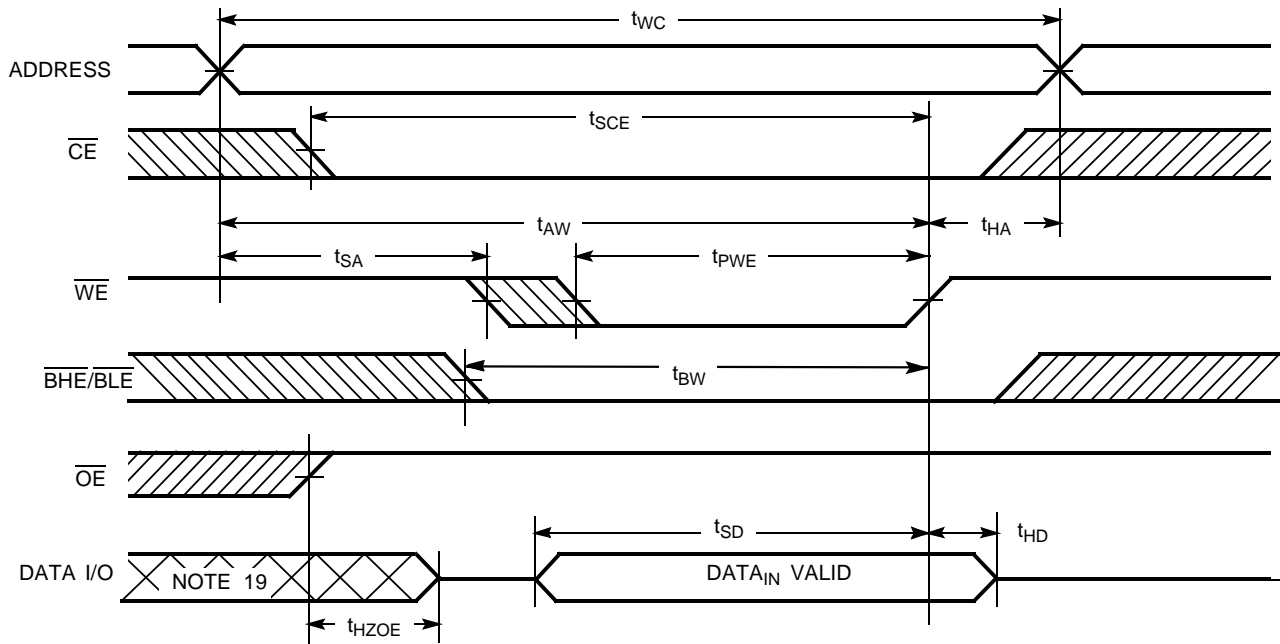 tWC
ADDRESS
tSCE
CE
tAW
tHA
tSA
tPWE
WE
BHE/BLE
tBW
OE
tSD
tHD
DATA I/O
NOTE 19
DATAIN VALID
tHZOE